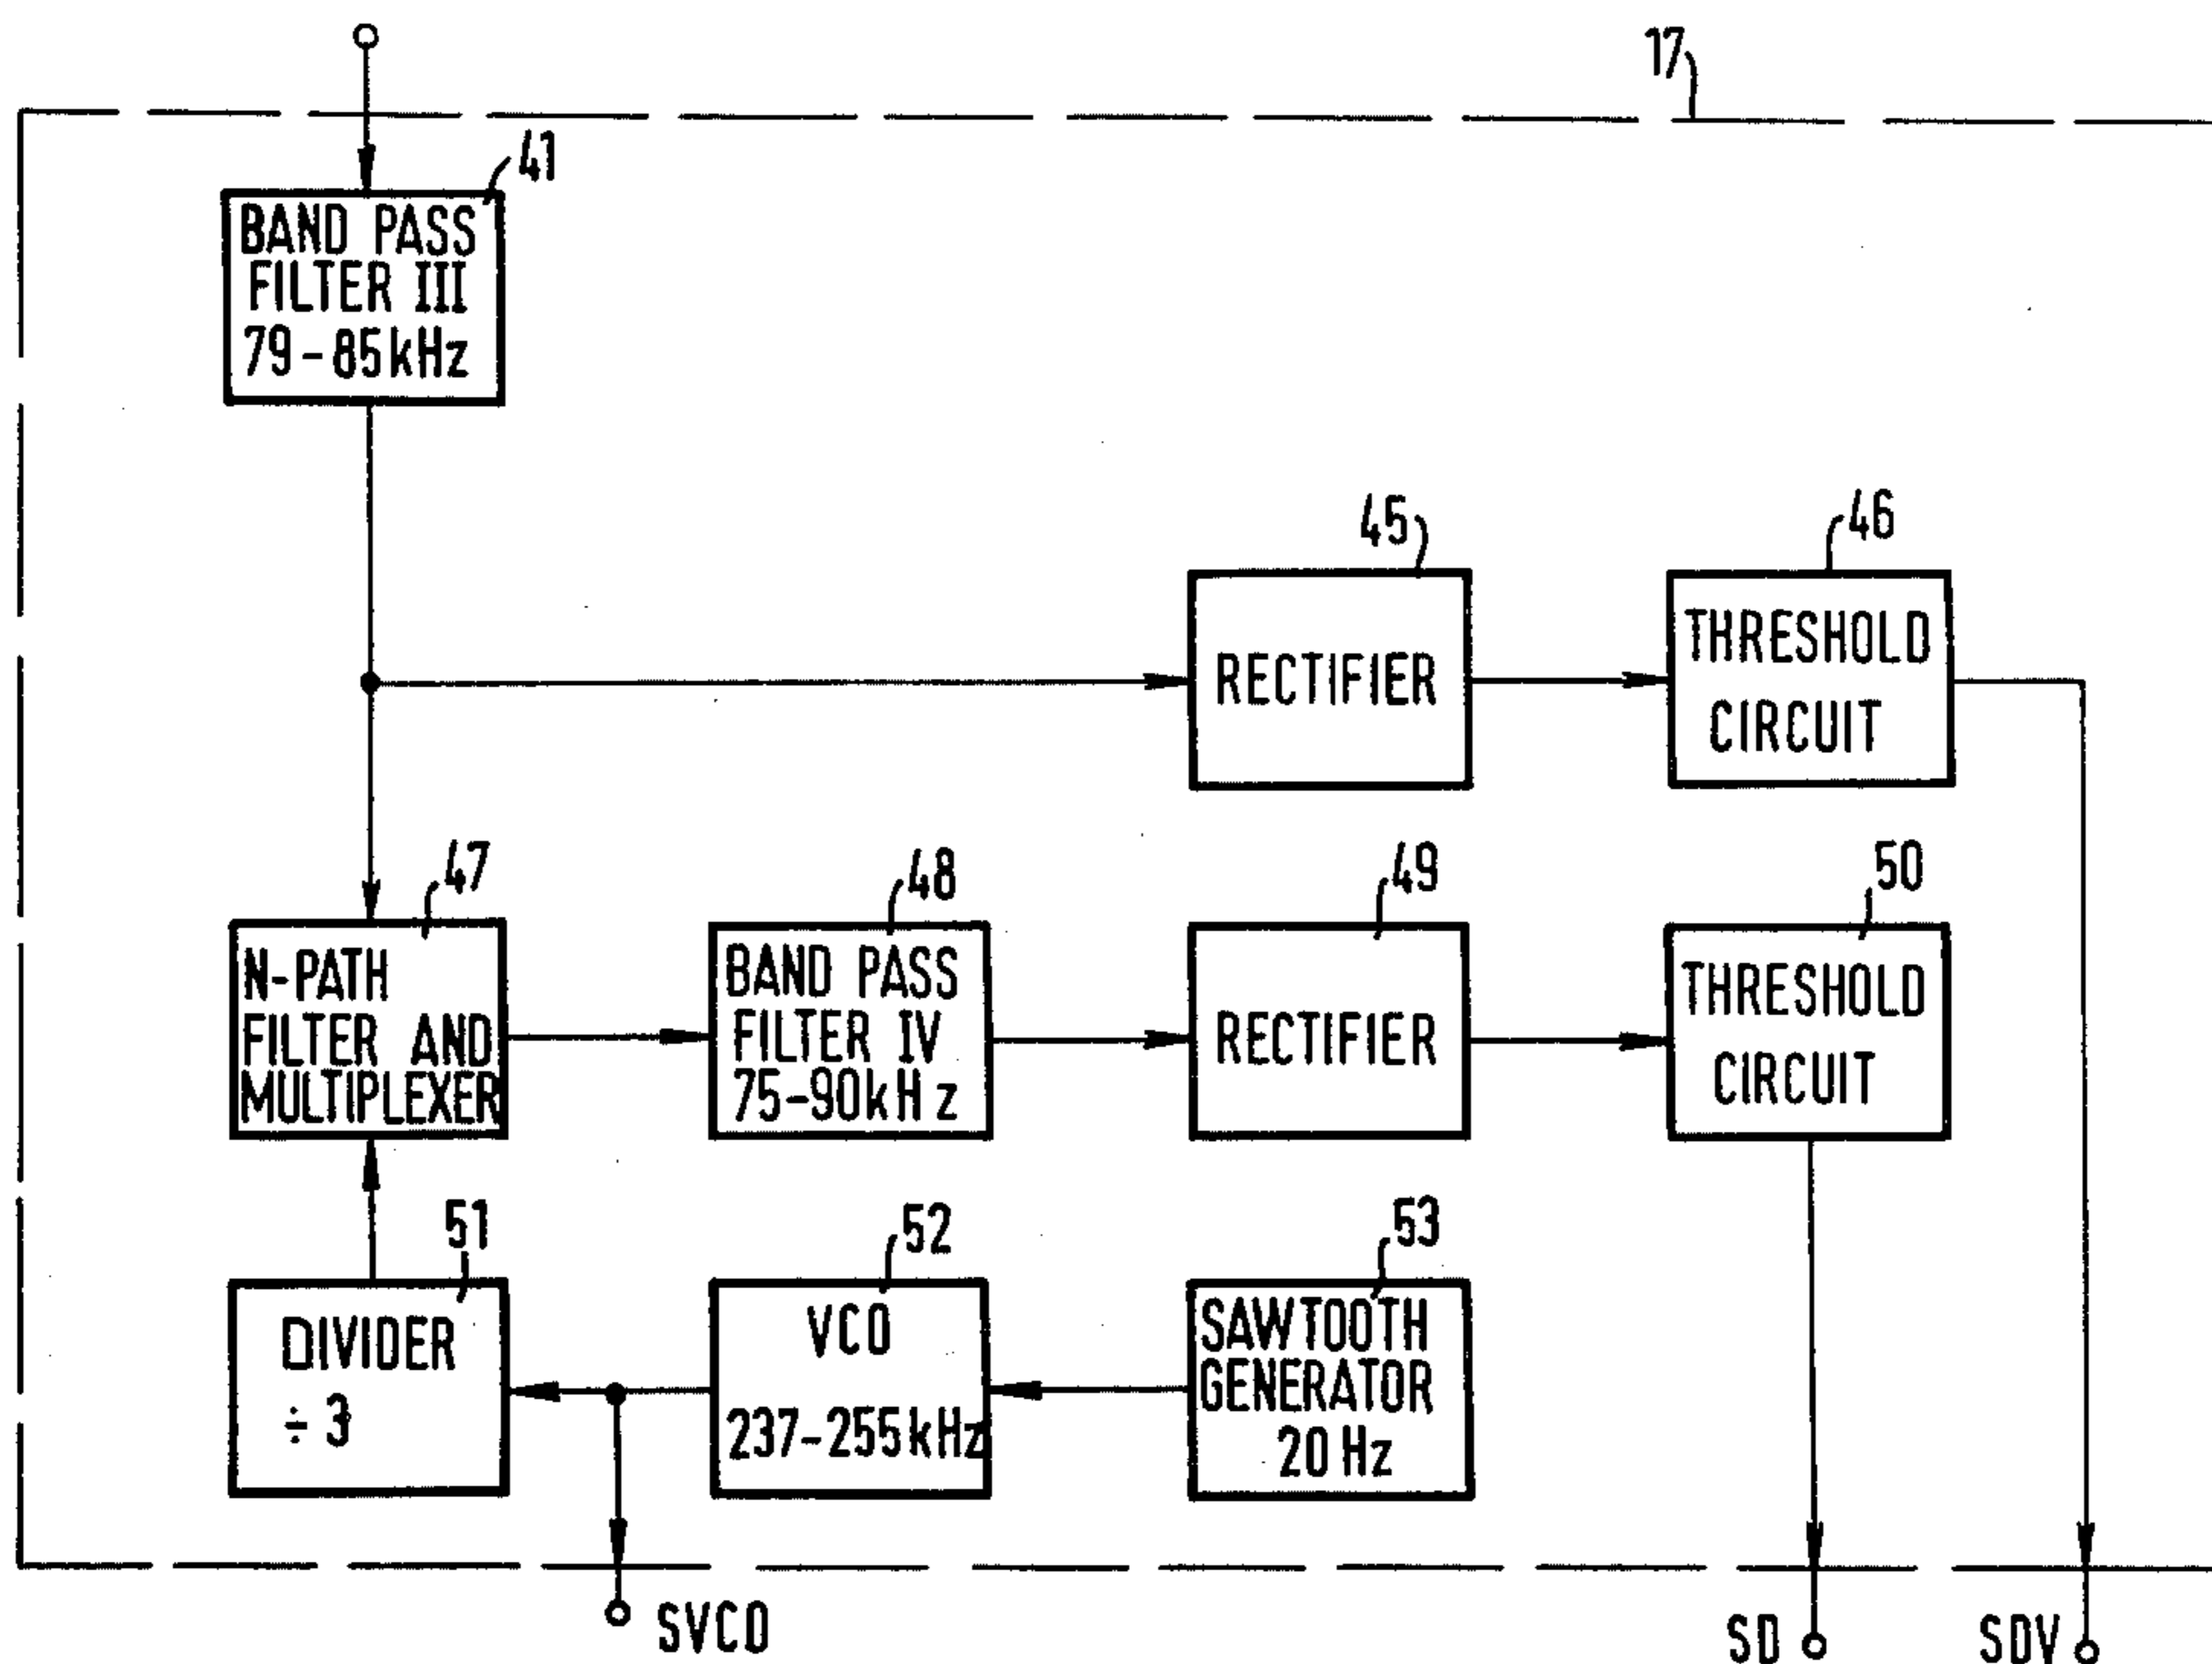 17
41
BAND PASS
FILTER III
79-85kHz
45
46
RECTIFIER
THRESHOLD
CIRCUIT
47
48
49
50
N-PATH
FILTER AND
MULTIPLEXER
BAND PASS
FILTER IV
75-90kHz
RECTIFIER
THRESHOLD
CIRCUIT
51
52
53
DIVIDER
÷ 3
VCO
237-255kHz
SAWTOOTH
GENERATOR
20 Hz
SVCO
SD
SDV